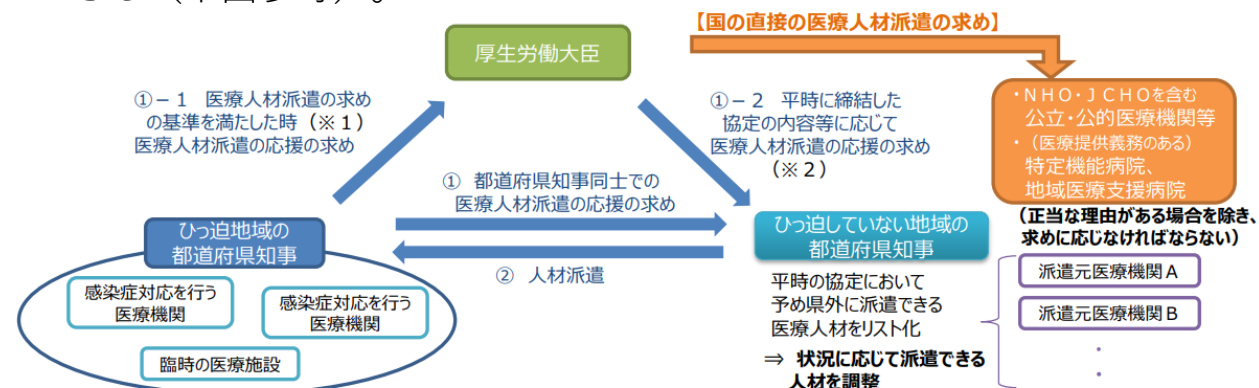 【国の直接の医療人材派遣の求め】
厚生労働大臣
①－１　医療人材派遣の求め
の基準を満たした時（※１）
医療人材派遣の応援の求め
①－２　平時に締結した
協定の内容等に応じて
医療人材派遣の応援の求め
（※２）
・ＮＨＯ・ＪＣＨＯを含む
公立・公的医療機関等
・（医療提供義務のある）
特定機能病院、
地域医療支援病院
（正当な理由がある場合を除き、
求めに応じなければならない）
①　都道府県知事同士での
医療人材派遣の応援の求め
ひっ迫地域の
都道府県知事
ひっ迫していない地域の
都道府県知事
②　人材派遣
感染症対応を行う
医療機関
感染症対応を行う
医療機関
臨時の医療施設
平時の協定において
予め県外に派遣できる
医療人材をリスト化
⇒　状況に応じて派遣できる
人材を調整
派遣元医療機関Ａ
派遣元医療機関Ｂ
・
・